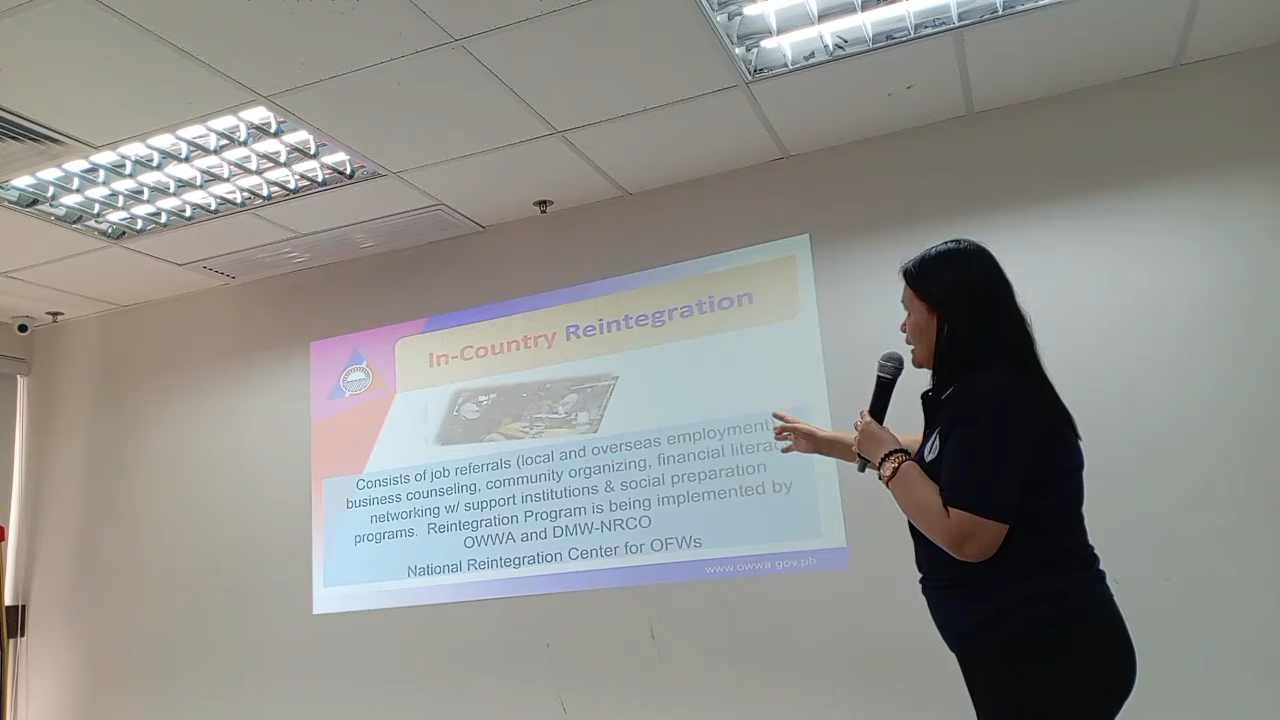 In-Country Reintegration
Consists of job referrals (local and overseas employment)
business counseling, community organizing, financial
networking w/ support institutions & social preparation
programs. Reintegration Program is being implemented by
OWWA and DMW-NRCO
National Reintegration Center for OFWs
www.owwa.gov.ph